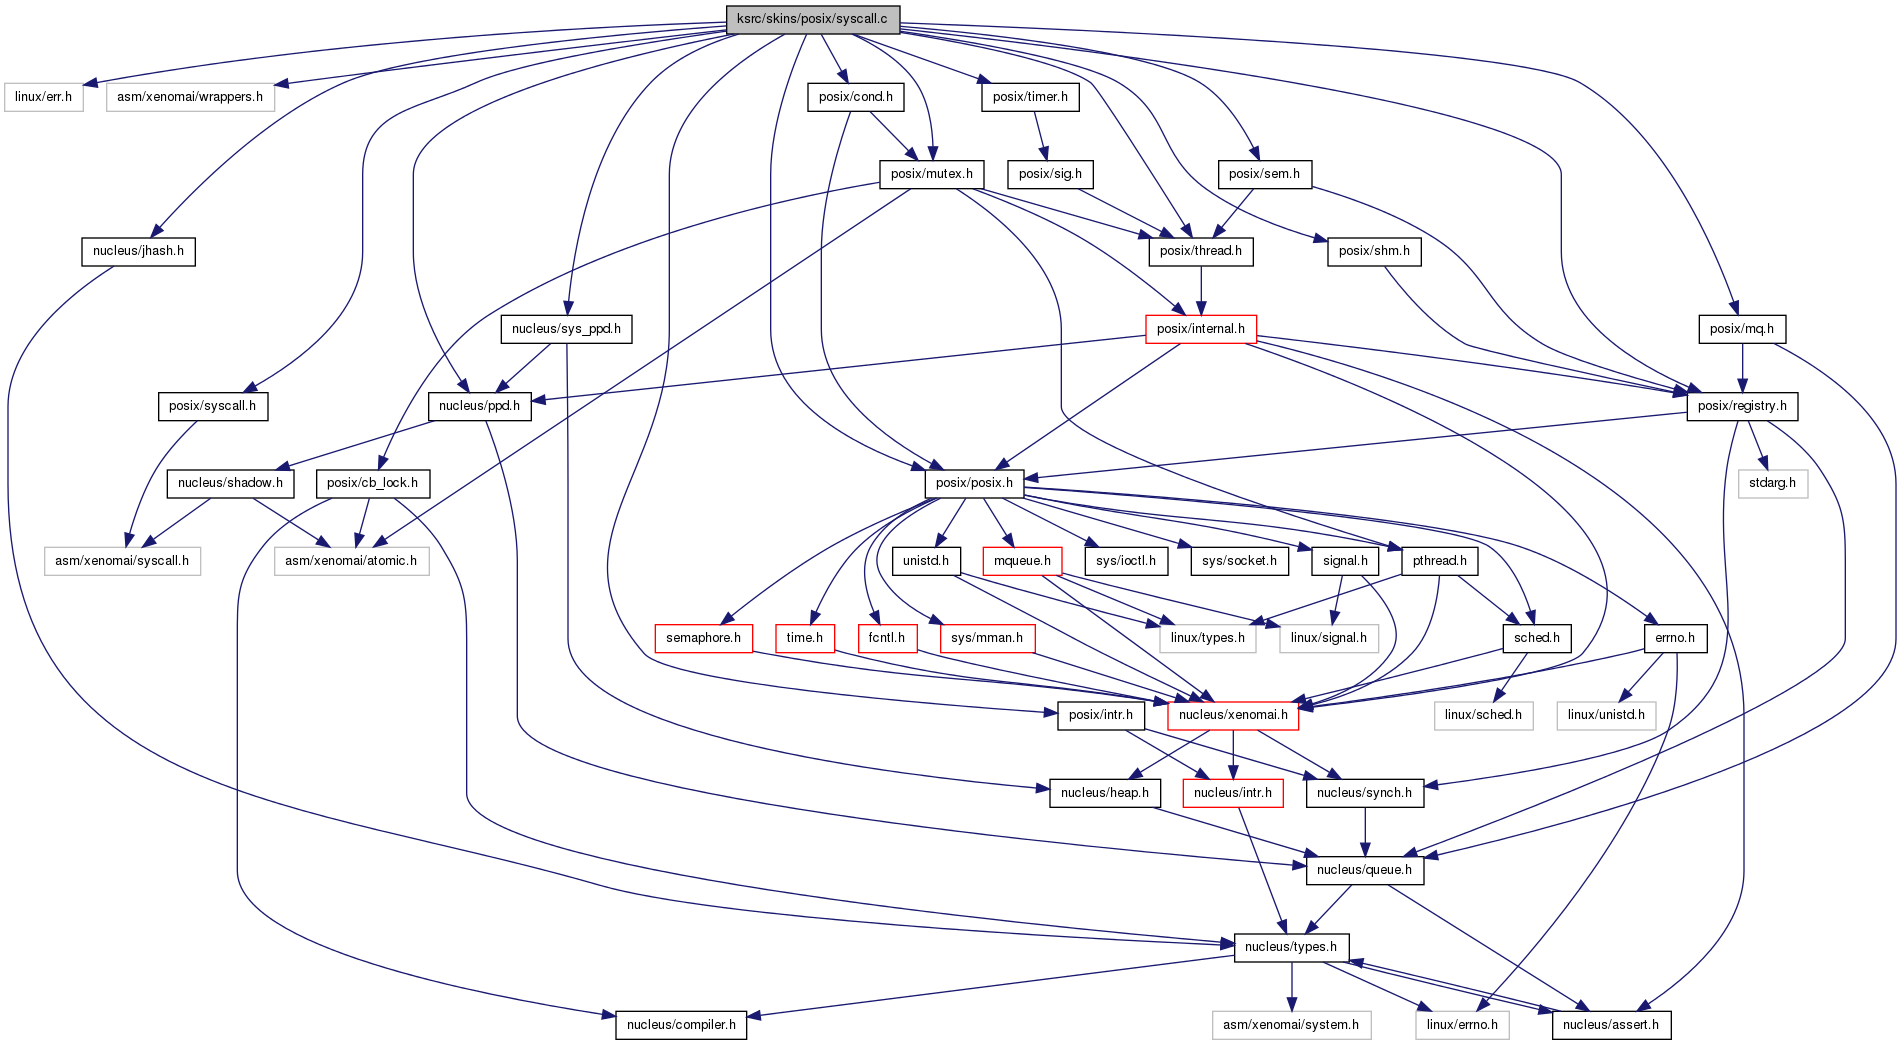 ksrc/skins/posix/syscall.c
linux/err.h
asm/xenomai/wrappers.h
posix/cond.h
posix/timer.h
posix/mutex.h
posix/sig.h
posix/sem.h
nucleus/jhash.h
posix/thread.h
posix/shm.h
nucleus/sys_ppd.h
posix/internal.h
posix/mq.h
posix/syscall.h
nucleus/ppd.h
posix/registry.h
nucleus/shadow.h
posix/cb_lock.h
posix/posix.h
stdarg.h
asm/xenomai/syscall.h
asm/xenomai/atomic.h
unistd.h
mqueue.h
sys/ioctl.h
sys/socket.h
signal.h
pthread.h
semaphore.h
time.h
fcntl.h
sys/mman.h
linux/types.h
linux/signal.h
sched.h
errno.h
posix/intr.h
nucleus/xenomai.h
linux/sched.h
linux/unistd.h
nucleus/heap.h
nucleus/intr.h
nucleus/synch.h
nucleus/queue.h
nucleus/types.h
nucleus/compiler.h
asm/xenomai/system.h
linux/errno.h
nucleus/assert.h